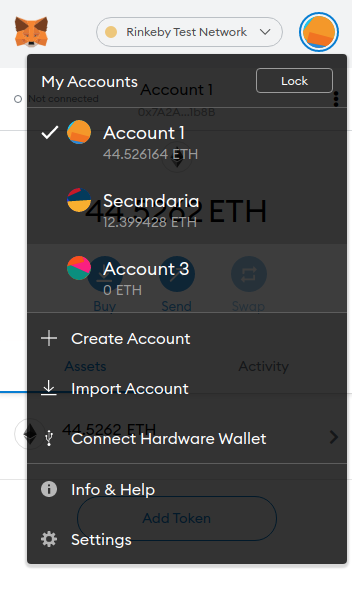 Rinkeby Test Network
My Accounts
Lock
Account 1
Not connected
0x7A2A...1b8B
Account 1
44.526164 ETH
Secundaria
12.399428 ETH
44.5262 ETH
Account 3
0 ETH
Buy
Send
Swap
Create Account
Assets
Activity
Import Account
44.5262 ETH
Connect Hardware Wallet
Info & Help
Add Token
Settings